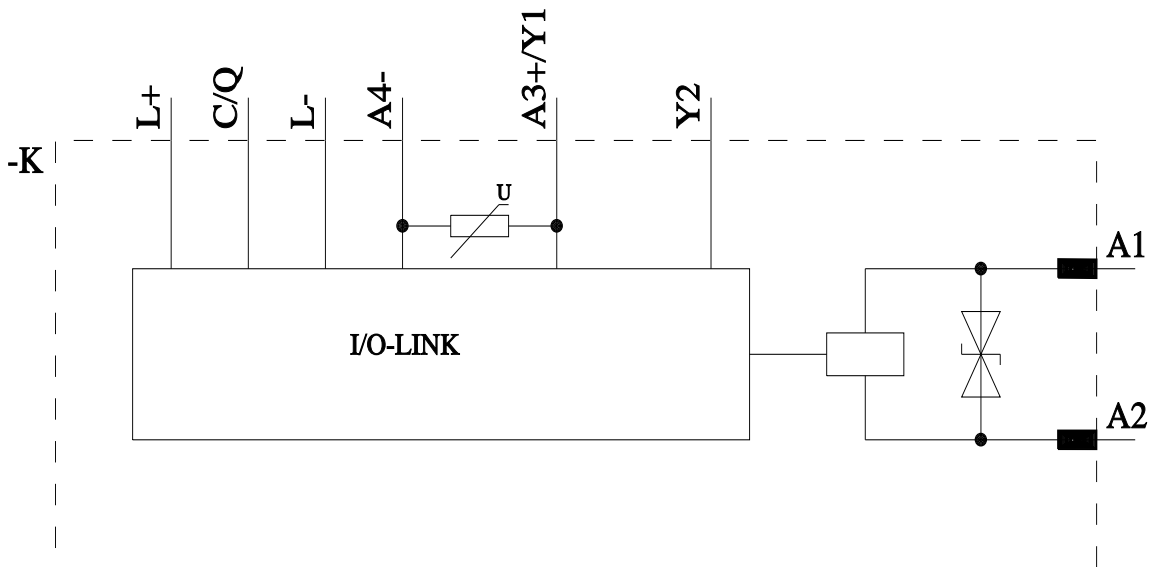 L+
C/Q
L-
A4-
A3+/Y1
Y2
-K
U
A1
I/O-LINK
A2